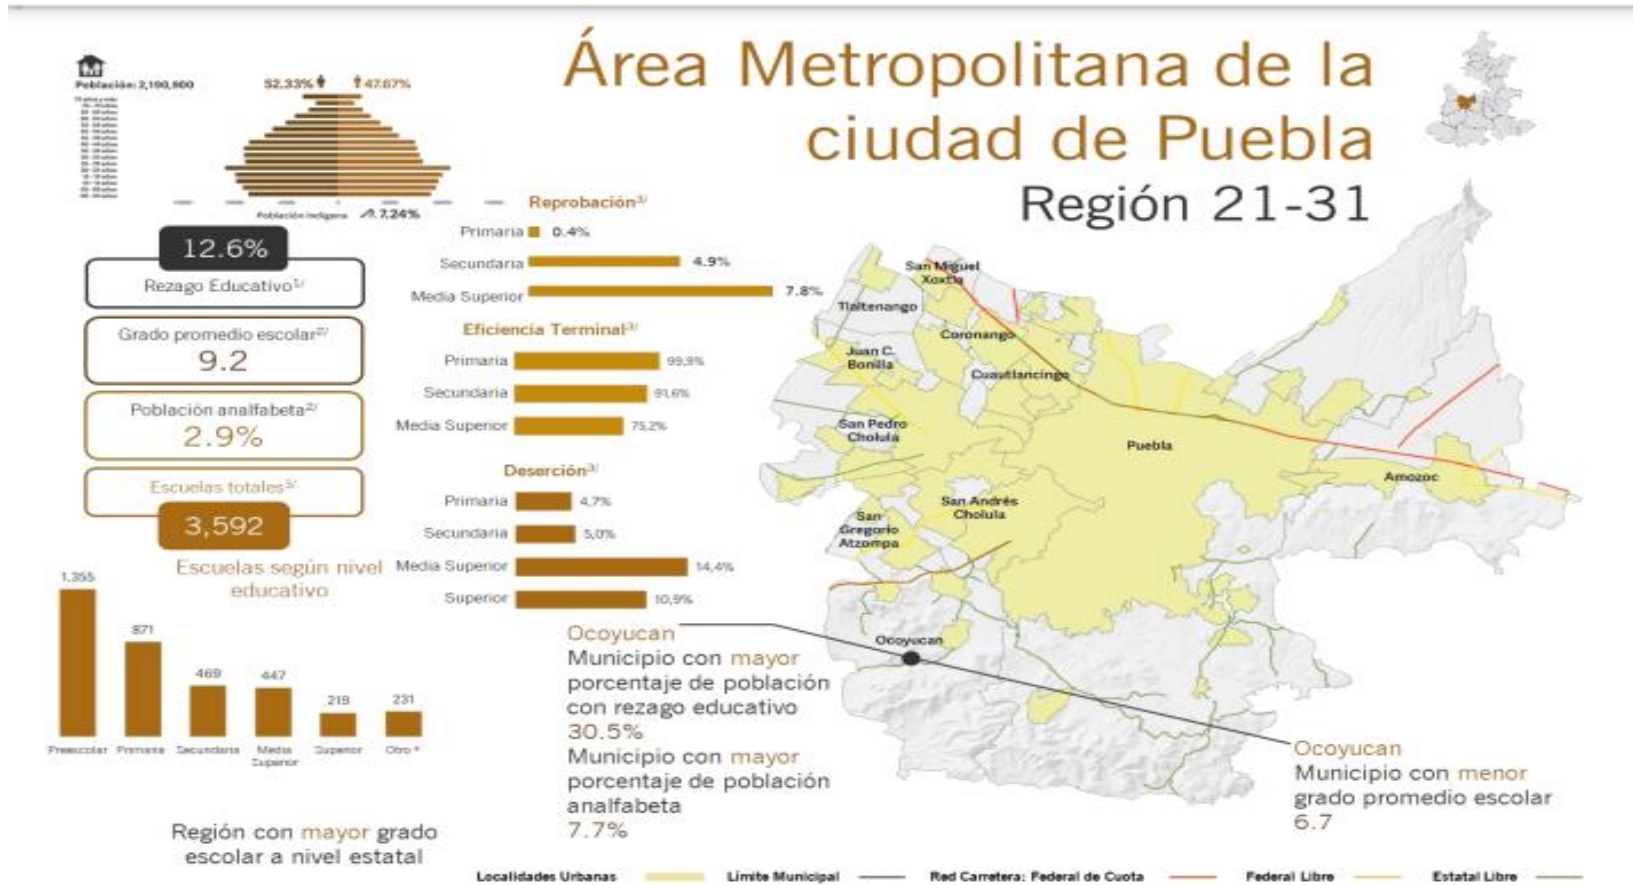 Área Metropolitana de la
ciudad de Puebla
Región 21-31
Población: 2,190,900
52.33% 47.67%
Población indígena 7.24%
12.6%
Rezago Educativo1/
Grado promedio escolar2/
9.2
Población analfabeta2/
2.9%
Escuelas totales3/
3,592
Escuelas según nivel
educativo
1,355
871
469
447
219
231
Preescolar Primaria Secundaria Media Superior Superior Otro *
Región con mayor grado
escolar a nivel estatal
Reprobación3/
Primaria 0.4%
Secundaria 4.9%
Media Superior 7.8%
Eficiencia Terminal3/
Primaria 99,9%
Secundaria 91,6%
Media Superior 75,2%
Deserción3/
Primaria 4,7%
Secundaria 5,0%
Media Superior 14,4%
Superior 10,9%
Ocoyucan
Municipio con mayor
porcentaje de población
con rezago educativo
30.5%
Municipio con mayor
porcentaje de población
analfabeta
7.7%
San Miguel
Xoxtla
Tlaltenango
Coronango
Juan C.
Bonilla
Cuautlancingo
San Pedro
Cholula
Puebla
Amozoc
San Andrés
Cholula
San
Gregorio
Atzompa
Ocoyucan
Ocoyucan
Municipio con menor
grado promedio escolar
6.7
Localidades Urbanas Límite Municipal Red Carretera: Federal de Cuota Federal Libre Estatal Libre